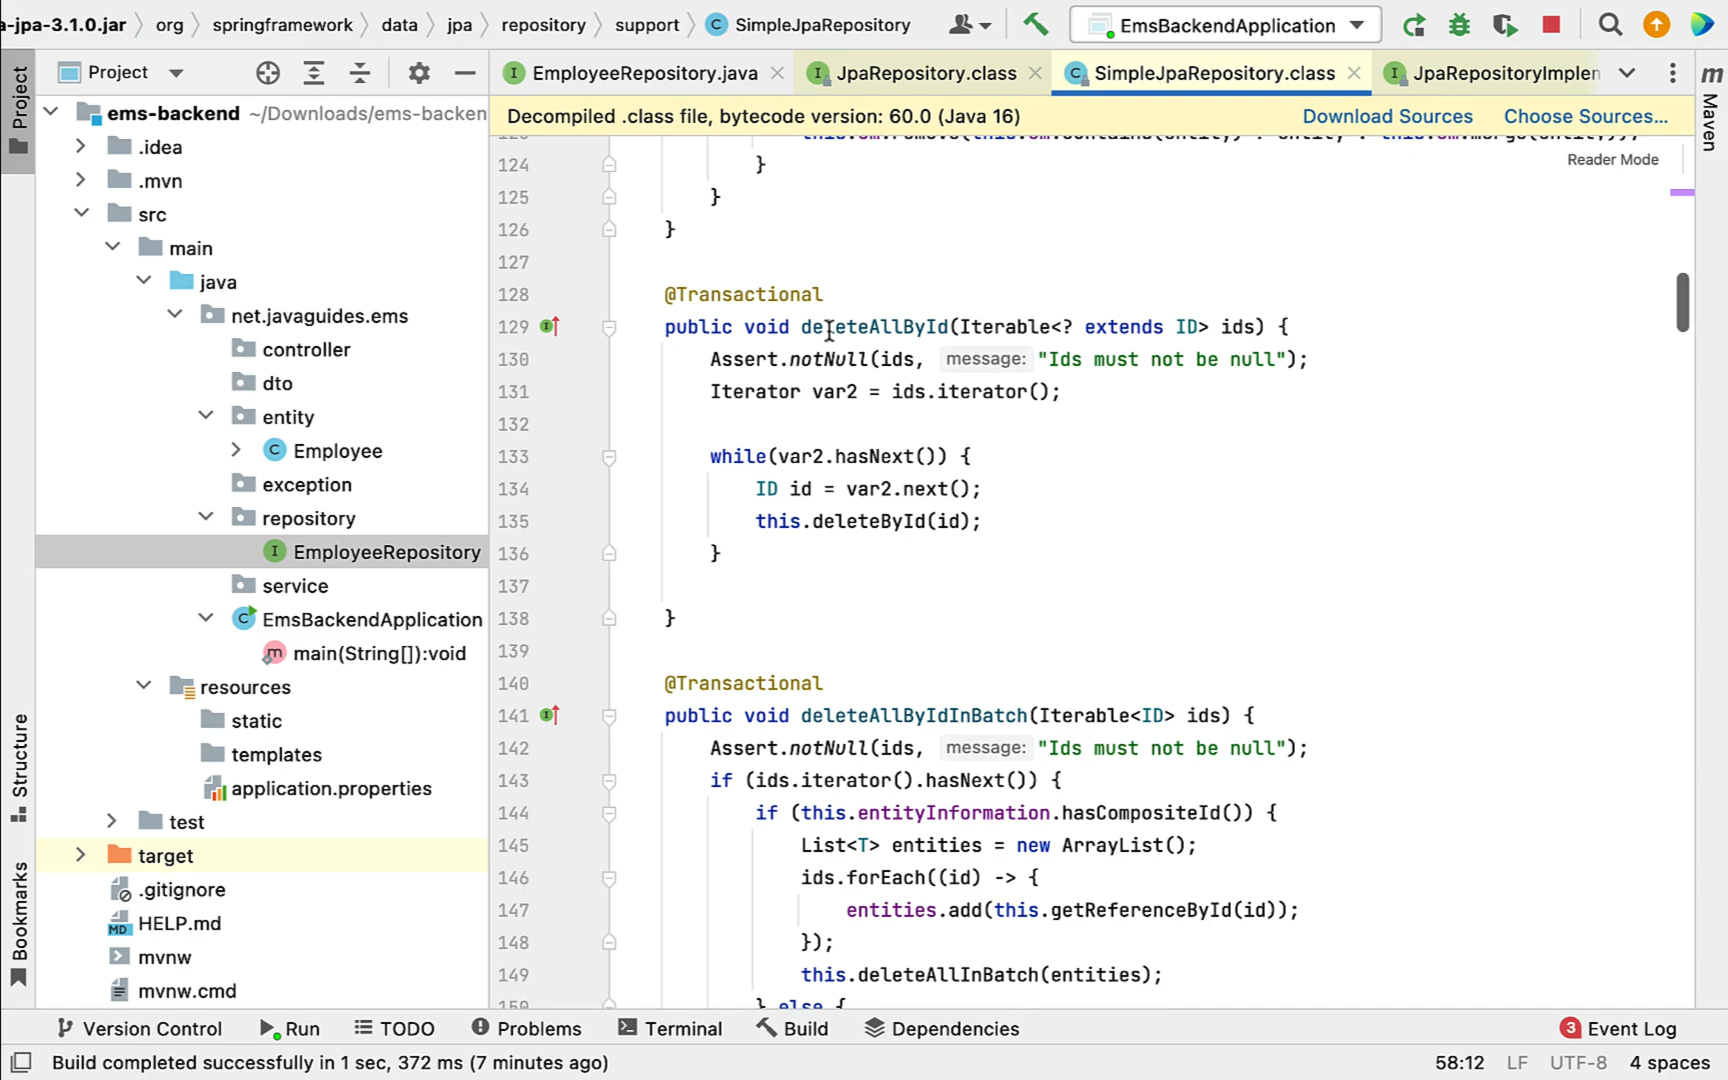 a-jpa-3.1.0.jar › org › springframework › data › jpa › repository › support › SimpleJpaRepository EmsBackendApplication
Project
EmployeeRepository.java JpaRepository.class SimpleJpaRepository.class JpaRepositoryImplen
Decompiled .class file, bytecode version: 60.0 (Java 16) Download Sources Choose Sources...
Reader Mode
Project
Structure
Bookmarks
Maven
ems-backend ~/Downloads/ems-backen
.idea
.mvn
src
main
java
net.javaguides.ems
controller
dto
entity
Employee
exception
repository
EmployeeRepository
service
EmsBackendApplication
main(String[]):void
resources
static
templates
application.properties
test
target
.gitignore
HELP.md
mvnw
mvnw.cmd
124 }
125 }
126 }
127
128 @Transactional
129 public void deleteAllById(Iterable<? extends ID> ids) {
130 Assert.notNull(ids, message: "Ids must not be null");
131 Iterator var2 = ids.iterator();
132
133 while(var2.hasNext()) {
134 ID id = var2.next();
135 this.deleteById(id);
136 }
137
138 }
139
140 @Transactional
141 public void deleteAllByIdInBatch(Iterable<ID> ids) {
142 Assert.notNull(ids, message: "Ids must not be null");
143 if (ids.iterator().hasNext()) {
144 if (this.entityInformation.hasCompositeId()) {
145 List<T> entities = new ArrayList();
146 ids.forEach((id) -> {
147 entities.add(this.getReferenceById(id));
148 });
149 this.deleteAllInBatch(entities);
150 } else {
Version Control Run TODO Problems Terminal Build Dependencies 3 Event Log
Build completed successfully in 1 sec, 372 ms (7 minutes ago) 58:12 LF UTF-8 4 spaces